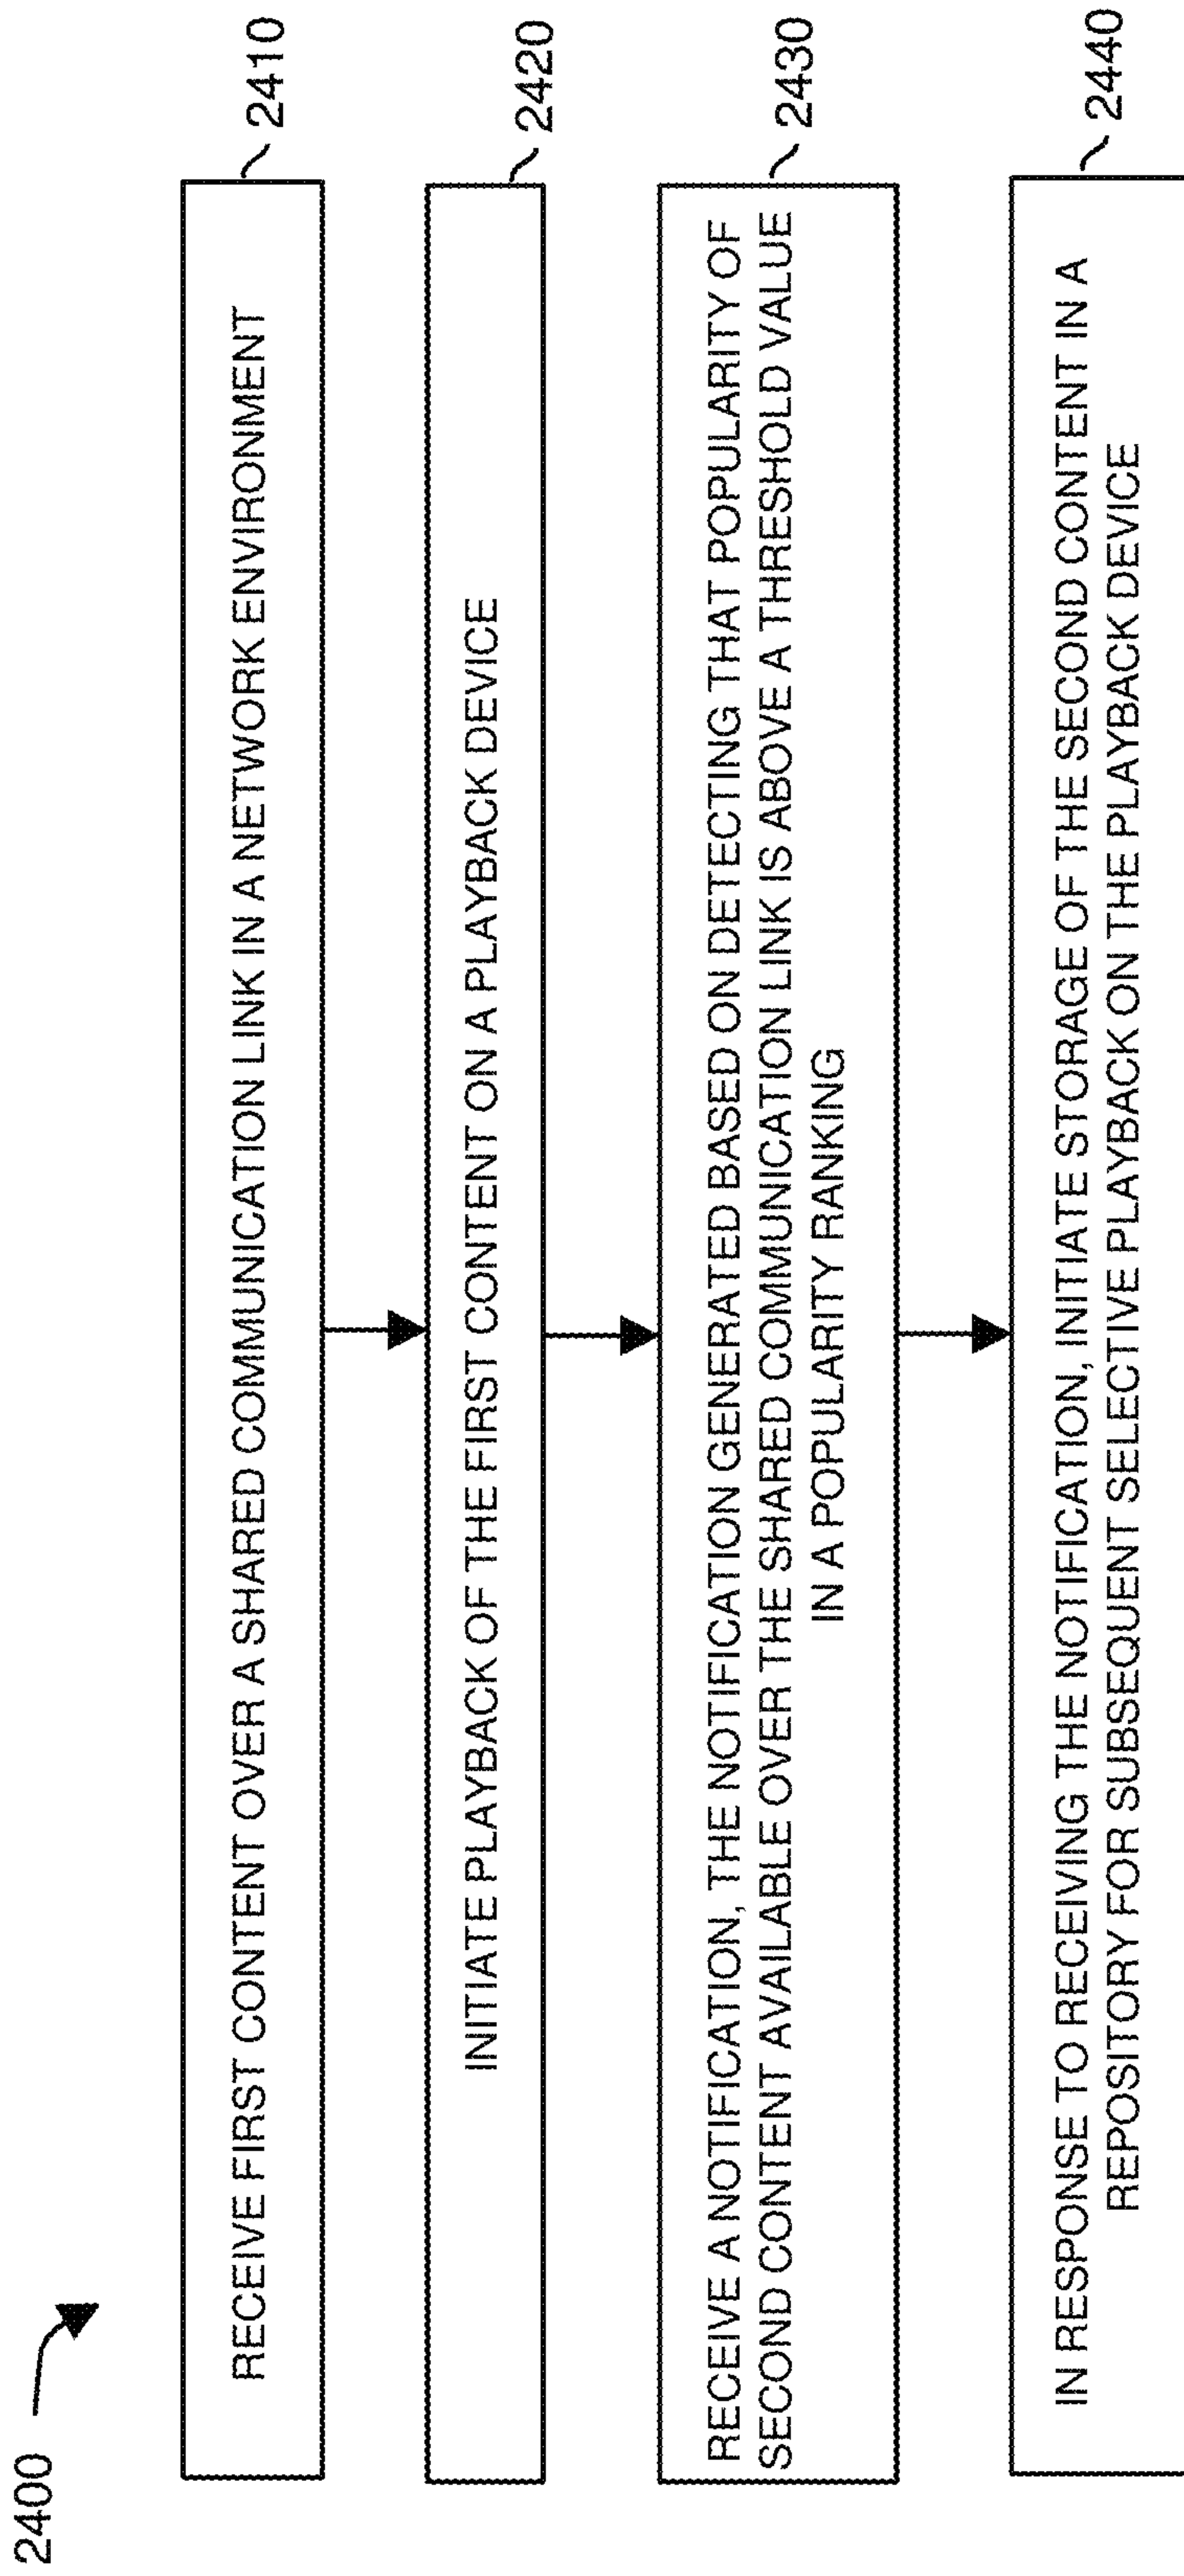 2400
RECEIVE FIRST CONTENT OVER A SHARED COMMUNICATION LINK IN A NETWORK ENVIRONMENT
2410
INITIATE PLAYBACK OF THE FIRST CONTENT ON A PLAYBACK DEVICE
2420
RECEIVE A NOTIFICATION, THE NOTIFICATION GENERATED BASED ON DETECTING THAT POPULARITY OF
SECOND CONTENT AVAILABLE OVER THE SHARED COMMUNICATION LINK IS ABOVE A THRESHOLD VALUE
IN A POPULARITY RANKING
2430
IN RESPONSE TO RECEIVING THE NOTIFICATION, INITIATE STORAGE OF THE SECOND CONTENT IN A
REPOSITORY FOR SUBSEQUENT SELECTIVE PLAYBACK ON THE PLAYBACK DEVICE
2440